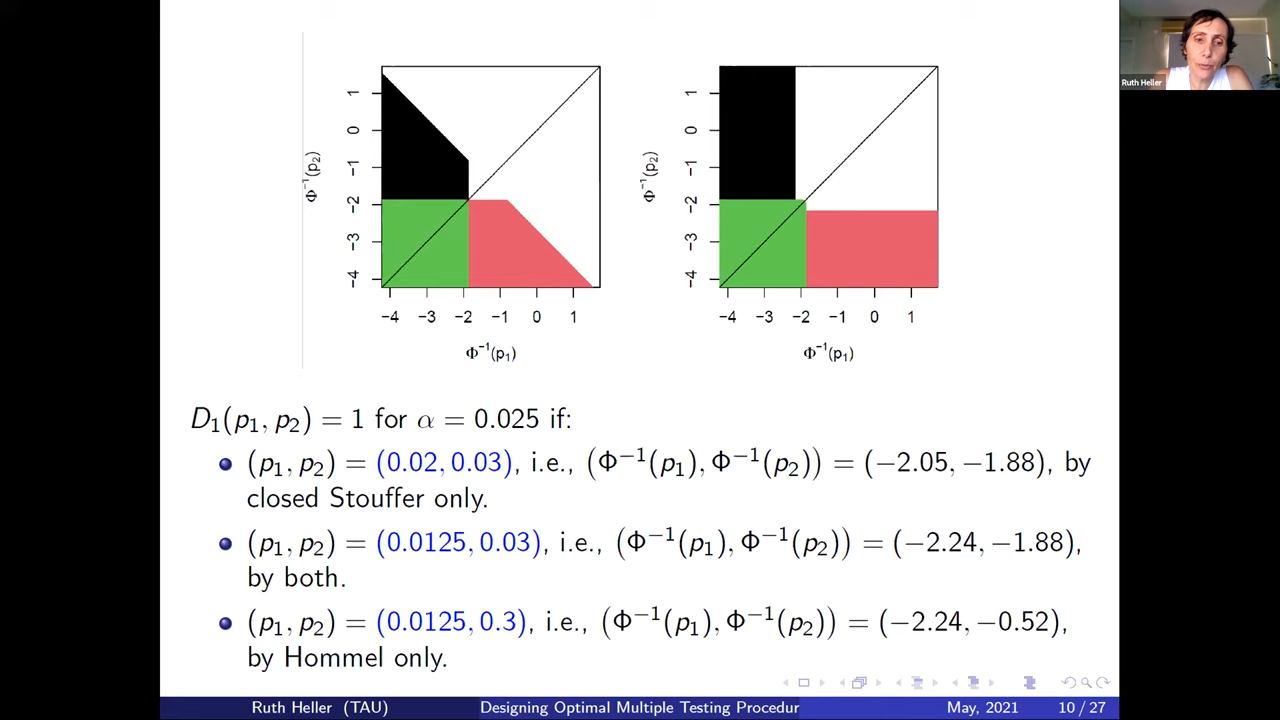 Ruth Heller
1
0
−1
−2
−3
−4
Φ⁻¹(p₂)
−4 −3 −2 −1 0 1
Φ⁻¹(p₁)
1
0
−1
−2
−3
−4
Φ⁻¹(p₂)
−4 −3 −2 −1 0 1
Φ⁻¹(p₁)
D₁(p₁, p₂) = 1 for α = 0.025 if:
(p₁, p₂) = (0.02, 0.03), i.e., (Φ⁻¹(p₁), Φ⁻¹(p₂)) = (−2.05, −1.88), by
closed Stouffer only.
(p₁, p₂) = (0.0125, 0.03), i.e., (Φ⁻¹(p₁), Φ⁻¹(p₂)) = (−2.24, −1.88),
by both.
(p₁, p₂) = (0.0125, 0.3), i.e., (Φ⁻¹(p₁), Φ⁻¹(p₂)) = (−2.24, −0.52),
by Hommel only.
Ruth Heller (TAU) Designing Optimal Multiple Testing Procedur May, 2021 10 / 27